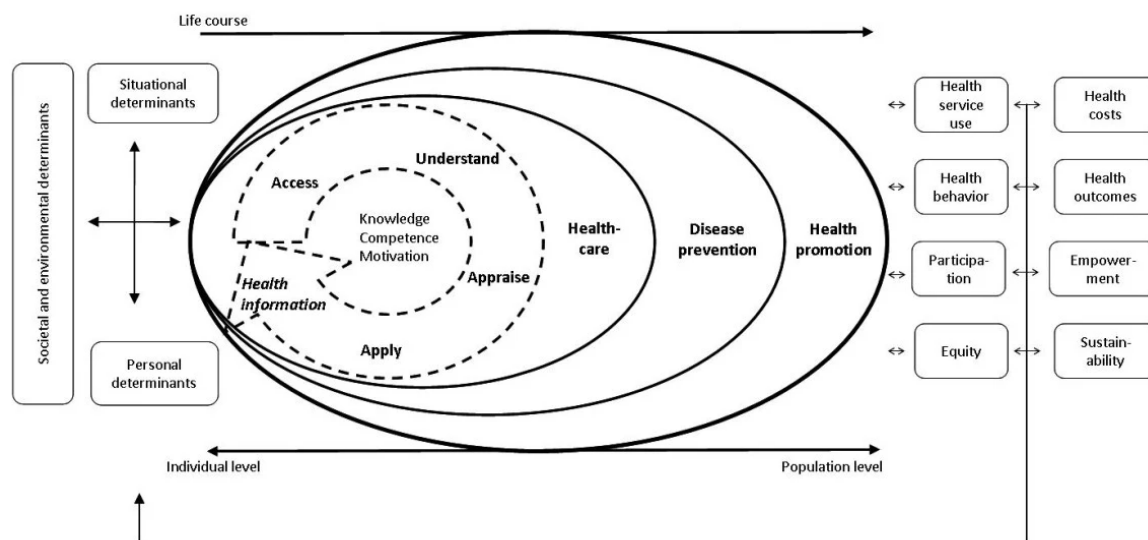 Life course
Societal and environmental determinants
Situational
determinants
Personal
determinants
Access
Understand
Knowledge
Competence
Motivation
Health
information
Appraise
Apply
Health-
care
Disease
prevention
Health
promotion
Health
service
use
Health
costs
Health
behavior
Health
outcomes
Participa-
tion
Empower-
ment
Equity
Sustain-
ability
Individual level
Population level